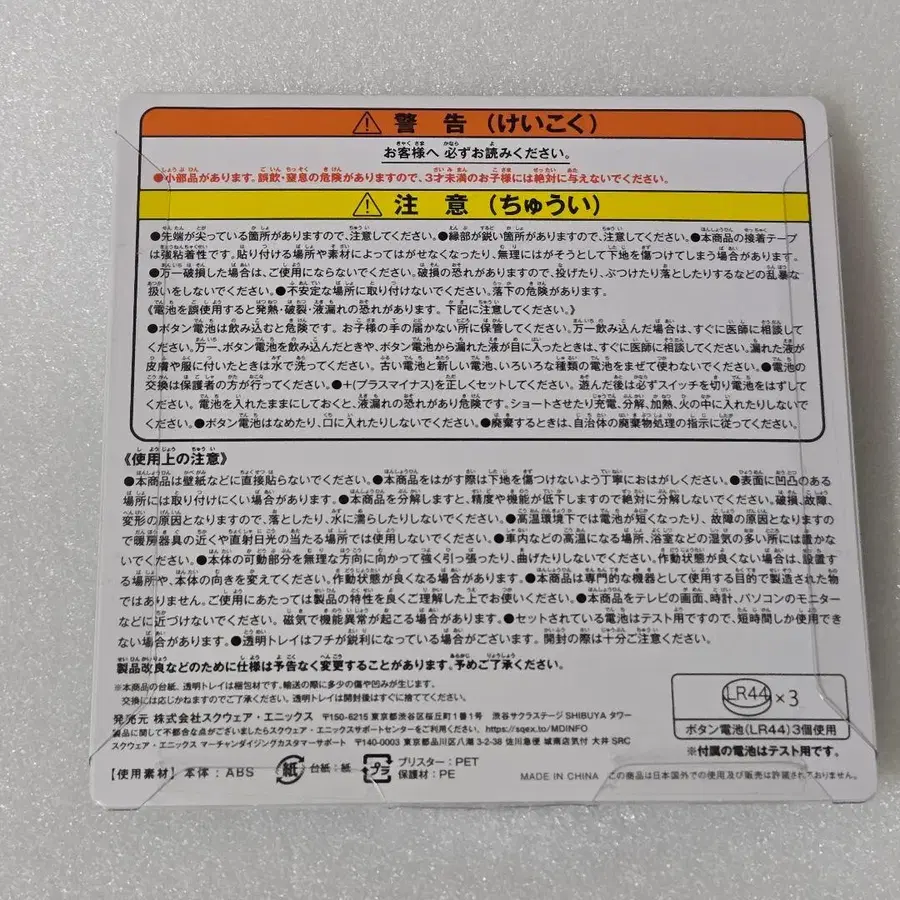 ⚠ 警告（けいこく）
お客様へ 必ずお読みください。
●小部品があります。誤飲・窒息の危険がありますので、3才未満のお子様には絶対に与えないでください。
⚠ 注意（ちゅうい）
●先端が尖っている箇所がありますので、注意してください。●縁部が鋭い箇所がありますので、注意してください。●本商品の接着テープ
は強粘着性です。貼り付ける場所や素材によってはがせなくなったり、無理にはがそうとして下地を傷つけてしまう場合があります。
●万一破損した場合は、ご使用にならないでください。破損の恐れがありますので、投げたり、ぶつけたり落としたりするなどの乱暴な
扱いをしないでください。●不安定な場所に取り付けないでください。落下の危険があります。
《電池を誤使用すると発熱・破裂・液漏れの恐れがあります。下記に注意してください。》
●ボタン電池は飲み込むと危険です。お子様の手の届かない所に保管してください。万一飲み込んだ場合は、すぐに医師に相談して
ください。万一、ボタン電池を飲み込んだときや、ボタン電池から漏れた液が目に入ったときは、すぐに医師に相談してください。漏れた液が
皮膚や服に付いたときは水で洗ってください。古い電池と新しい電池、いろいろな種類の電池をまぜて使わないでください。●電池の
交換は保護者の方が行ってください。●+-(プラスマイナス)を正しくセットしてください。遊んだ後は必ずスイッチを切り電池をはずして
ください。電池を入れたままにしておくと、液漏れの恐れがあり危険です。ショートさせたり充電、分解、加熱、火の中に入れたりしないで
ください。●ボタン電池はなめたり、口に入れたりしないでください。●廃棄するときは、自治体の廃棄物処理の指示に従ってください。
《使用上の注意》
●本商品は壁紙などに直接貼らないでください。●本商品をはがす際は下地を傷つけないよう丁寧におはがしください。●表面に凹凸のある
場所には取り付けにくい場合があります。●本商品を分解しますと、精度や機能が低下しますので絶対に分解しないでください。破損、故障、
変形の原因となりますので、落としたり、水に濡らしたりしないでください。●高温環境下では電池が短くなったり、故障の原因となりますの
で暖房器具の近くや直射日光の当たる場所では使用しないでください。●車内などの高温になる場所、浴室などの湿気の多い所には置かな
いでください。●本体の可動部分を無理な方向に向かって強く引っ張ったり、曲げたりしないでください。作動状態が良くない場合は、設置す
る場所や、本体の向きを変えてください。作動状態が良くなる場合があります。●本商品は専門的な機器として使用する目的で製造された物
ではありません。ご使用にあたっては製品の特性を良くご理解した上でお使いください。●本商品をテレビの画面、時計、パソコンのモニター
などに近づけないでください。磁気で機能異常が起こる場合があります。●セットされている電池はテスト用ですので、短時間しか使用でき
ない場合があります。●透明トレイはフチが鋭利になっている場合がございます。開封の際は十分ご注意ください。
製品改良などのために仕様は予告なく変更することがあります。予めご了承ください。
※本商品の台紙、透明トレイは梱包材です。輸送の際に多少の傷や凹みが生じます。
交換には応じかねますのでご了承ください。透明トレイは開封後はすぐに捨ててください。
発売元 株式会社スクウェア・エニックス 〒150-6215 東京都渋谷区桜丘町1番1号 渋谷サクラステージ SHIBUYA タワー
製品に関して不都合な点がございましたらスクウェア・エニックスサポートセンターをご利用ください。https://sqex.to/MDINFO
スクウェア・エニックス マーチャンダイジングカスタマーサポート 〒140-0003 東京都品川区八潮 3-2-38 佐川急便 城南店気付 大井 SRC
【使用素材】本体：ABS 紙 台紙：紙 プラ ブリスター：PET
保護材：PE
MADE IN CHINA この商品は日本国外での使用及び販売は許諾されておりません。
LR44 ×3
ボタン電池(LR44)3個使用
※付属の電池はテスト用です。